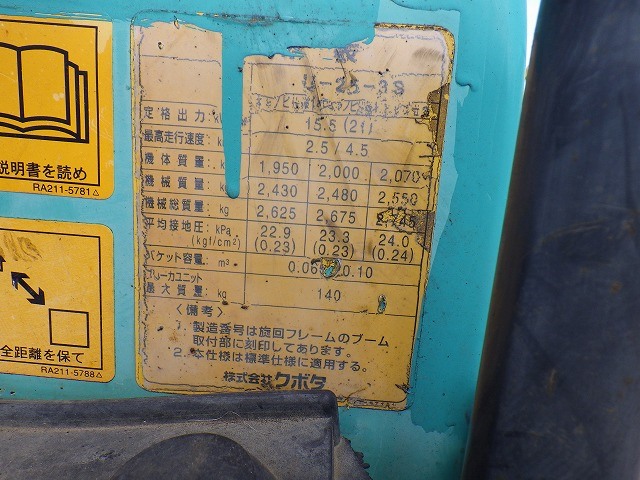 説明書を読め
RA211-5781△
全距離を保て
RA211-5788△
-25-3S
定格出力: 15.5 (21)
最高走行速度: 2.5 / 4.5
機体質量: 1,950 2,000 2,070
機械質量: kg 2,430 2,480 2,550
機械総質量: kg 2,625 2,675 2,745
平均接地圧: kPa 22.9 23.3 24.0
(kgf/cm²) (0.23) (0.23) (0.24)
バケット容量: m³ 0.10
ブレーカユニット
最大質量: kg 140
〈備考〉
1. 製造番号は旋回フレームのブーム
取付部に刻印してあります。
2. 本仕様は標準仕様に適用する。
株式会社クボタ